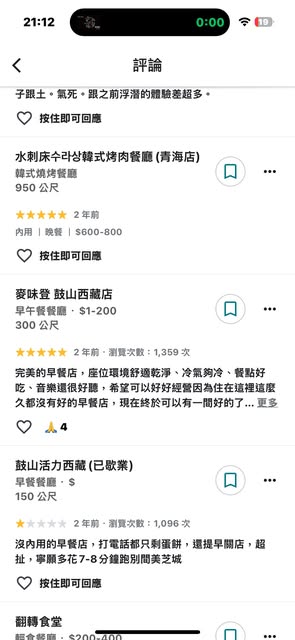 21:12
0:00
19
評論
子跟土。氣死。跟之前浮潛的體驗差超多。
按住即可回應
水刺床수라상韓式烤肉餐廳 (青海店)
韓式燒烤餐廳
950 公尺
2 年前
內用 | 晚餐 | $600-800
按住即可回應
麥味登 鼓山西藏店
早午餐餐廳 · $1-200
300 公尺
2 年前 · 瀏覽次數：1,359 次
完美的早餐店，座位環境舒適乾淨、冷氣夠冷、餐點好
吃、音樂還很好聽，希望可以好好經營因為住在這裡這麼
久都沒有好的早餐店，現在終於可以有一間好的了... 更多
🙏 4
鼓山活力西藏 (已歇業)
早餐餐廳 · $
150 公尺
2 年前 · 瀏覽次數：1,096 次
沒內用的早餐店，打電話都只剩蛋餅，還提早關店，超
扯，寧願多花 7-8 分鐘跑別間美芝城
按住即可回應
翻轉食堂
輕食餐廳 · $200-400